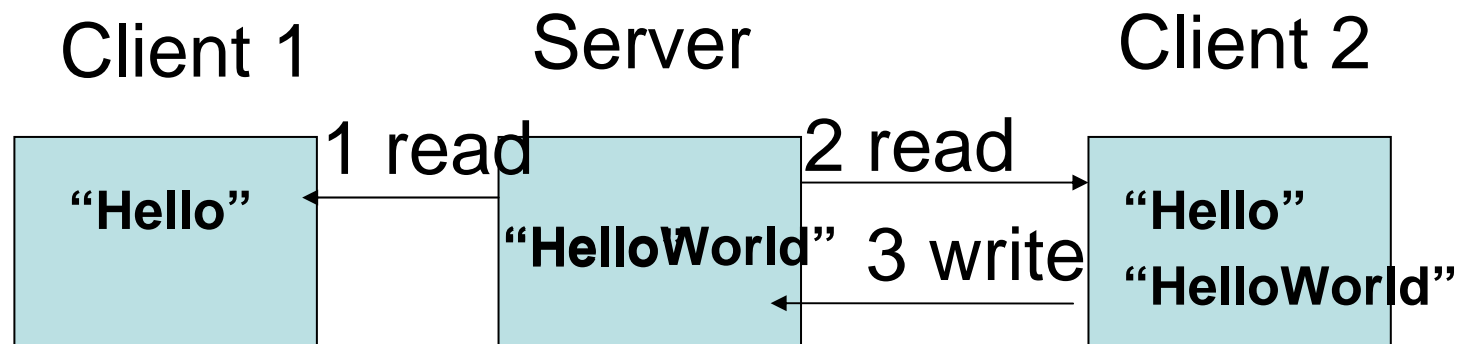 Client 1
Server
Client 2
1 read
2 read
“Hello”
“Hello”
“HelloWorld”
3 write
“HelloWorld”